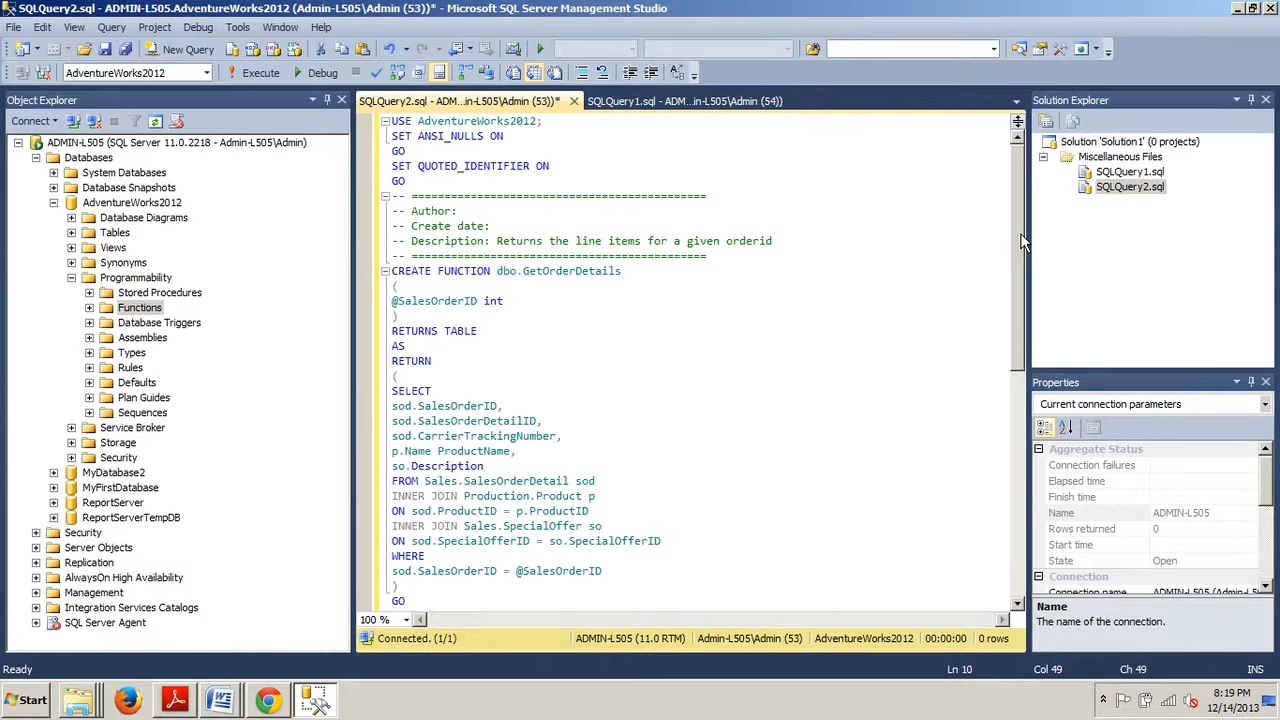 SQLQuery2.sql - ADMIN-L505.AdventureWorks2012 (Admin-L505\Admin (53))* - Microsoft SQL Server Management Studio
File Edit View Query Project Debug Tools Window Help
New Query
AdventureWorks2012 Execute Debug
Object Explorer
Connect
ADMIN-L505 (SQL Server 11.0.2218 - Admin-L505\Admin)
Databases
System Databases
Database Snapshots
AdventureWorks2012
Database Diagrams
Tables
Views
Synonyms
Programmability
Stored Procedures
Functions
Database Triggers
Assemblies
Types
Rules
Defaults
Plan Guides
Sequences
Service Broker
Storage
Security
MyDatabase2
MyFirstDatabase
ReportServer
ReportServerTempDB
Security
Server Objects
Replication
AlwaysOn High Availability
Management
Integration Services Catalogs
SQL Server Agent
SQLQuery2.sql - ADM...in-L505\Admin (53))* SQLQuery1.sql - ADM...in-L505\Admin (54))
USE AdventureWorks2012;
SET ANSI_NULLS ON
GO
SET QUOTED_IDENTIFIER ON
GO
-- =============================================
-- Author:
-- Create date:
-- Description: Returns the line items for a given orderid
-- =============================================
CREATE FUNCTION dbo.GetOrderDetails
(
@SalesOrderID int
)
RETURNS TABLE
AS
RETURN
(
SELECT
sod.SalesOrderID,
sod.SalesOrderDetailID,
sod.CarrierTrackingNumber,
p.Name ProductName,
so.Description
FROM Sales.SalesOrderDetail sod
INNER JOIN Production.Product p
ON sod.ProductID = p.ProductID
INNER JOIN Sales.SpecialOffer so
ON sod.SpecialOfferID = so.SpecialOfferID
WHERE
sod.SalesOrderID = @SalesOrderID
)
GO
100 %
Connected. (1/1) ADMIN-L505 (11.0 RTM) Admin-L505\Admin (53) AdventureWorks2012 00:00:00 0 rows
Solution Explorer
Solution 'Solution1' (0 projects)
Miscellaneous Files
SQLQuery1.sql
SQLQuery2.sql
Properties
Current connection parameters
Aggregate Status
Connection failures
Elapsed time
Finish time
Name ADMIN-L505
Rows returned 0
Start time
State Open
Connection
Connection name ADMIN-L505 (Admin-L5
Name
The name of the connection.
Ready Ln 10 Col 49 Ch 49 INS
Start
8:19 PM
12/14/2013